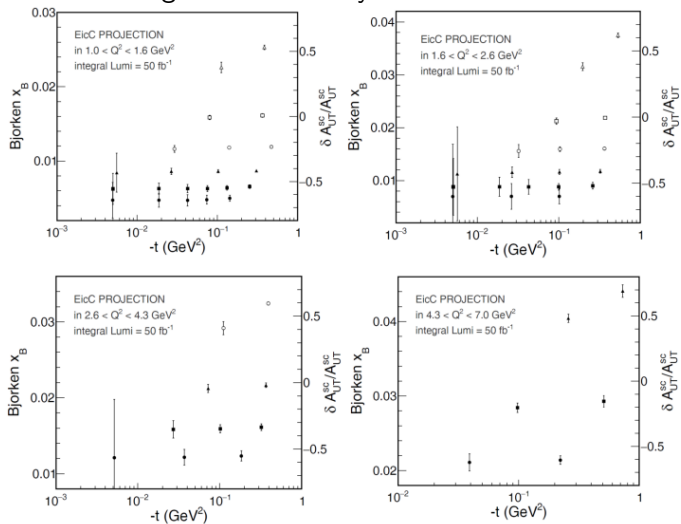 EicC PROJECTION
in 1.0 < Q² < 1.6 GeV²
integral Lumi = 50 fb⁻¹
Bjorken x_B
0.03
0.02
0.01
δ A_UT^sc/A_UT^sc
0.5
0
−0.5
10⁻³
10⁻²
10⁻¹
1
-t (GeV²)
EicC PROJECTION
in 1.6 < Q² < 2.6 GeV²
integral Lumi = 50 fb⁻¹
Bjorken x_B
0.04
0.03
0.02
0.01
δ A_UT^sc/A_UT^sc
0.5
0
−0.5
10⁻³
10⁻²
10⁻¹
1
-t (GeV²)
EicC PROJECTION
in 2.6 < Q² < 4.3 GeV²
integral Lumi = 50 fb⁻¹
Bjorken x_B
0.03
0.02
0.01
δ A_UT^sc/A_UT^sc
0.5
0
−0.5
10⁻³
10⁻²
10⁻¹
1
-t (GeV²)
EicC PROJECTION
in 4.3 < Q² < 7.0 GeV²
integral Lumi = 50 fb⁻¹
Bjorken x_B
0.04
0.03
0.02
δ A_UT^sc/A_UT^sc
0.5
0
−0.5
10⁻²
10⁻¹
1
-t (GeV²)